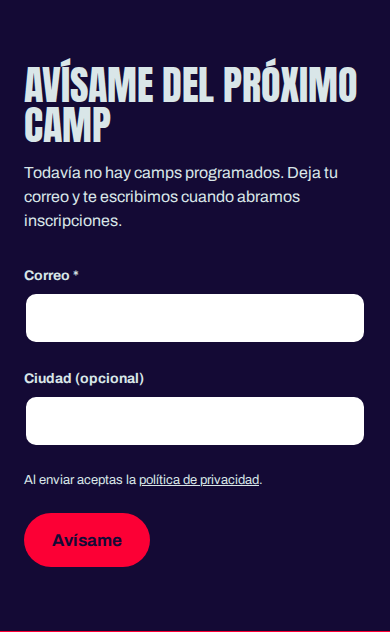 AVÍSAME DEL PRÓXIMO
CAMP
Todavía no hay camps programados. Deja tu
correo y te escribimos cuando abramos
inscripciones.
Correo *
Ciudad (opcional)
Al enviar aceptas la política de privacidad.
Avísame